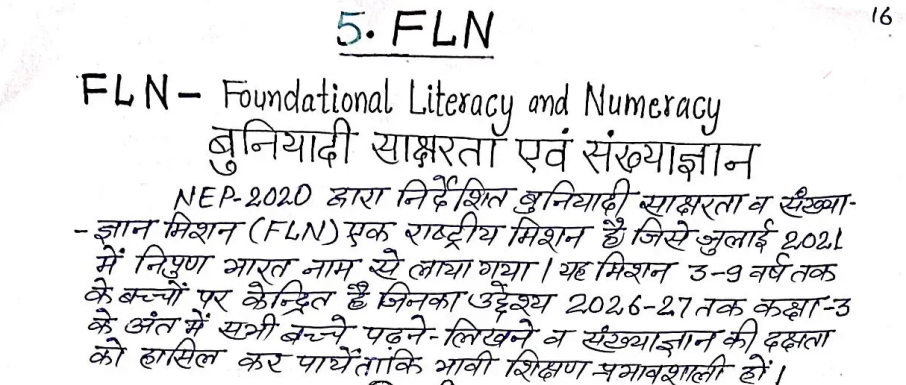 16
5. FLN
FLN- Foundational Literacy and Numeracy
बुनियादी साक्षरता एवं संख्याज्ञान
NEP-2020 द्वारा निर्देशित बुनियादी साक्षरता व संख्या-
-ज्ञान मिशन (FLN) एक राष्ट्रीय मिशन है जिसे जुलाई 2021
में निपुण भारत नाम से लाया गया। यह मिशन 3-9 वर्ष तक
के बच्चों पर केन्द्रित है जिनका उद्देश्य 2026-27 तक कक्षा-3
के अंत में सभी बच्चे पढ़ने-लिखने व संख्याज्ञान की दक्षता
को हासिल कर पायें ताकि भावी शिक्षण प्रभावशाली हो।